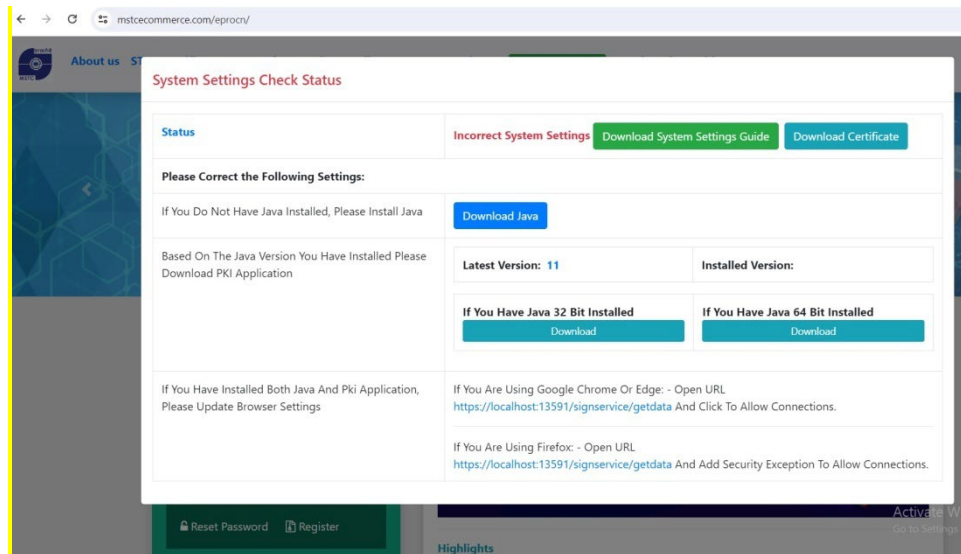 mstcecommerce.com/eprocn/
About us ST
MSTC
System Settings Check Status
Status
Incorrect System Settings Download System Settings Guide Download Certificate
Please Correct the Following Settings:
If You Do Not Have Java Installed, Please Install Java
Download Java
Based On The Java Version You Have Installed Please
Download PKI Application
Latest Version: 11 Installed Version:
If You Have Java 32 Bit Installed If You Have Java 64 Bit Installed
Download Download
If You Have Installed Both Java And Pki Application,
Please Update Browser Settings
If You Are Using Google Chrome Or Edge: - Open URL
https://localhost:13591/signservice/getdata And Click To Allow Connections.
If You Are Using Firefox: - Open URL
https://localhost:13591/signservice/getdata And Add Security Exception To Allow Connections.
Activate W
Go to Settings
Reset Password Register
Highlights